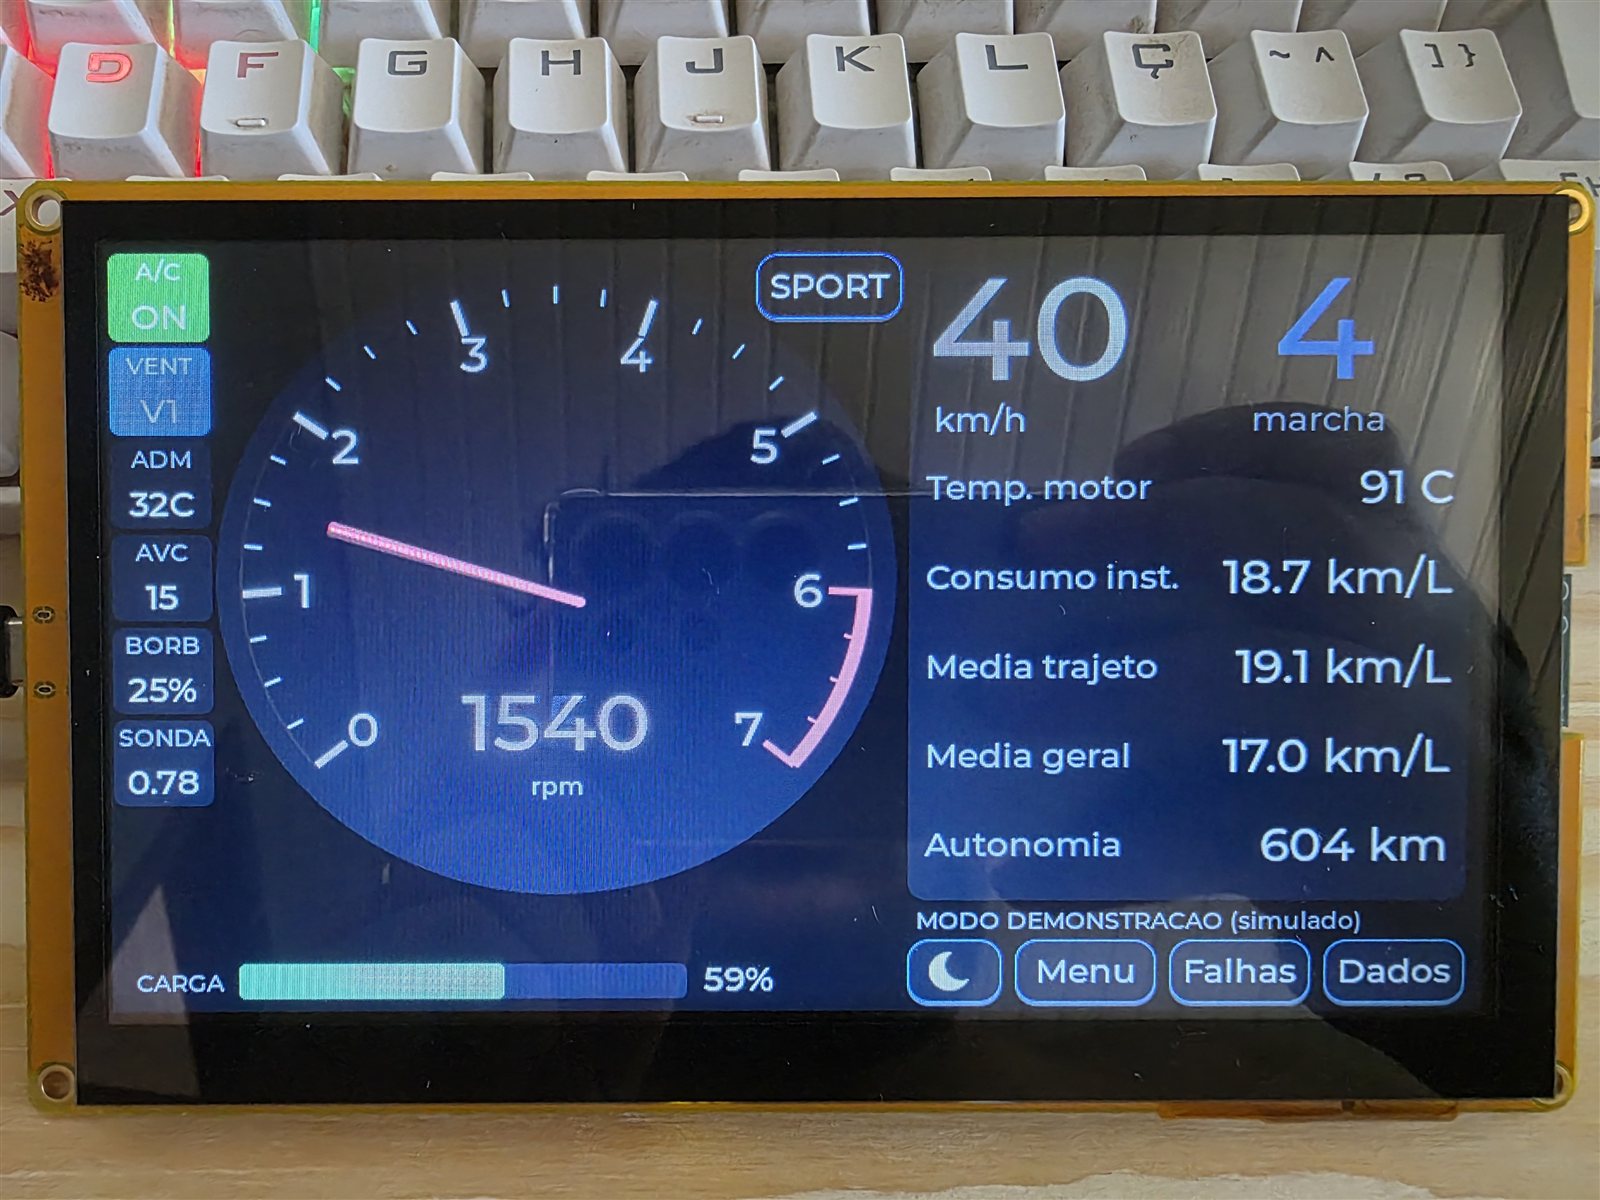 D F G H J K L Ç ~ ^ ] }
A/C
ON
VENT
V1
ADM
32C
AVC
15
BORB
25%
SONDA
0.78
0 1 2 3 4 5 6 7
1540
rpm
SPORT
40
km/h
4
marcha
Temp. motor 91 C
Consumo inst. 18.7 km/L
Media trajeto 19.1 km/L
Media geral 17.0 km/L
Autonomia 604 km
MODO DEMONSTRACAO (simulado)
CARGA 59%
Menu Falhas Dados